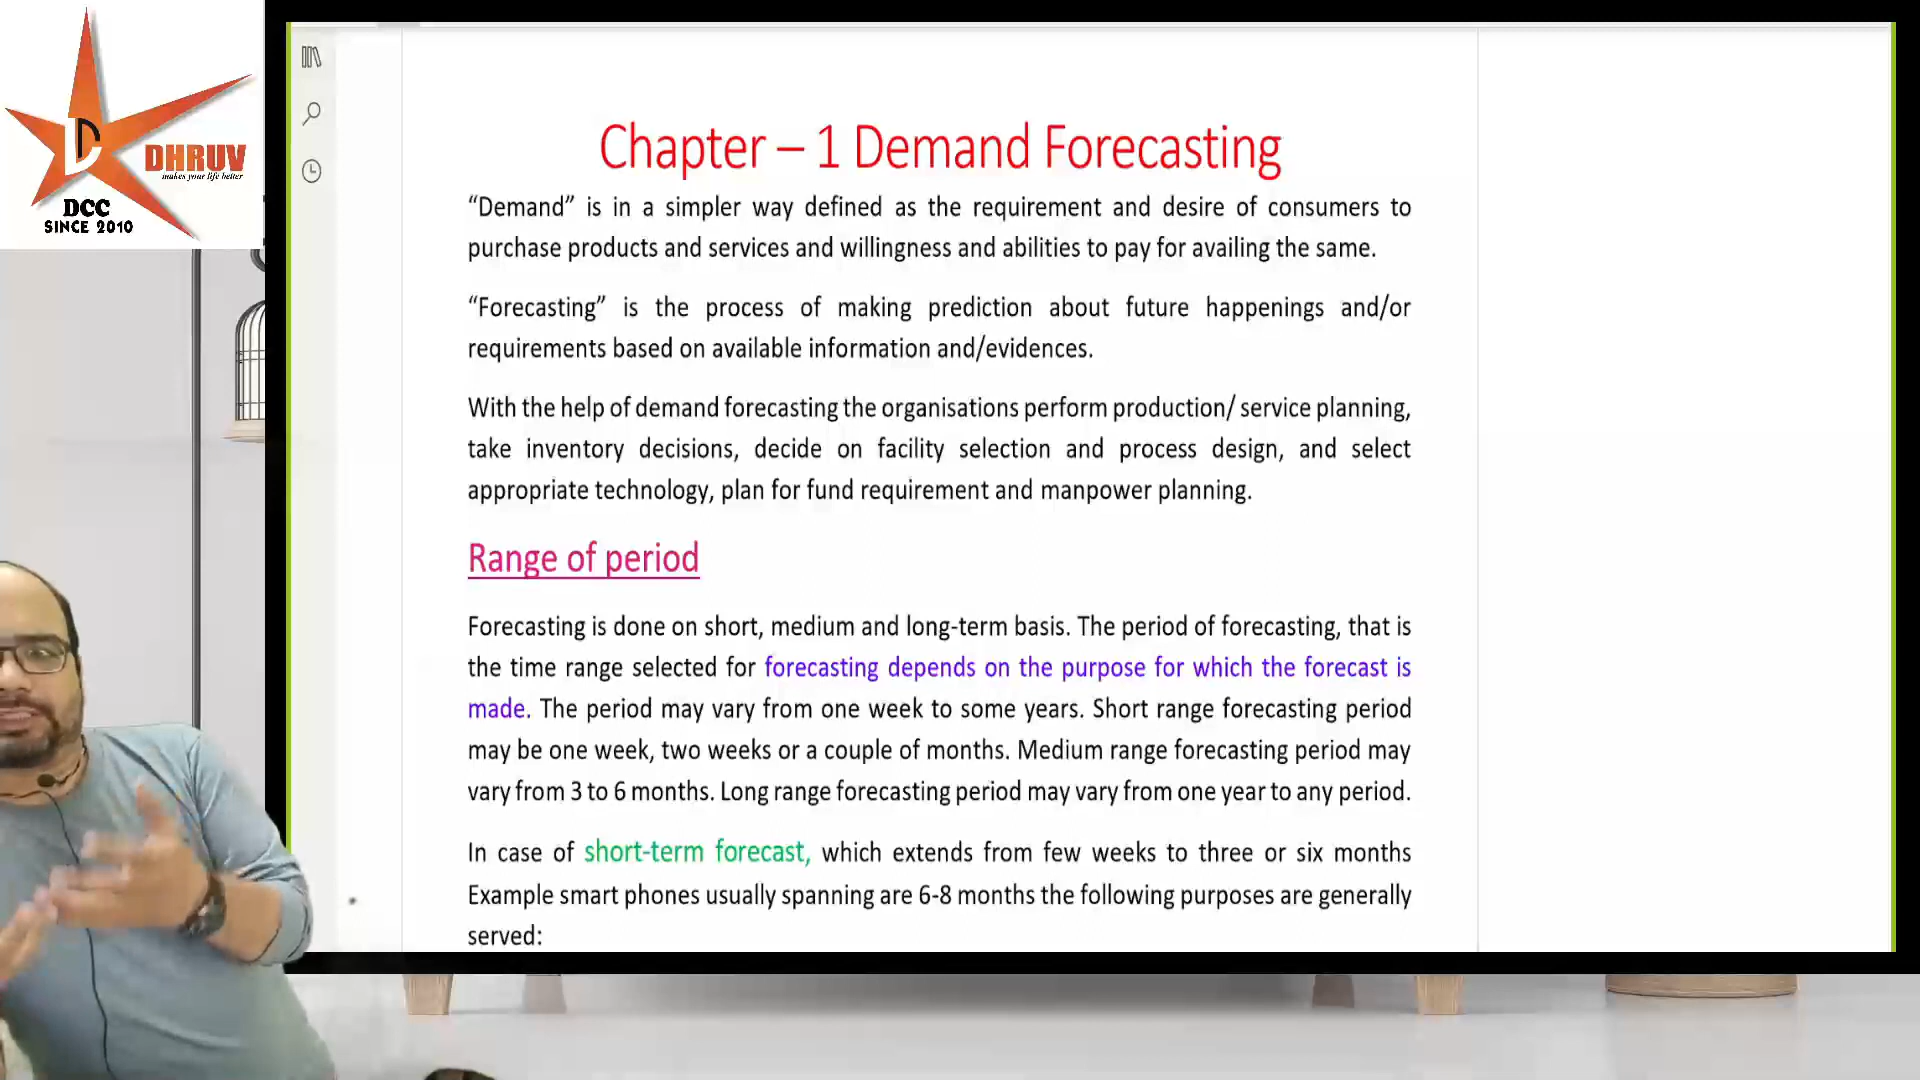 D
DHRUV
makes your life better
DCC
SINCE 2010
Chapter – 1 Demand Forecasting
“Demand” is in a simpler way defined as the requirement and desire of consumers to
purchase products and services and willingness and abilities to pay for availing the same.
“Forecasting” is the process of making prediction about future happenings and/or
requirements based on available information and/evidences.
With the help of demand forecasting the organisations perform production/ service planning,
take inventory decisions, decide on facility selection and process design, and select
appropriate technology, plan for fund requirement and manpower planning.
Range of period
Forecasting is done on short, medium and long-term basis. The period of forecasting, that is
the time range selected for forecasting depends on the purpose for which the forecast is
made. The period may vary from one week to some years. Short range forecasting period
may be one week, two weeks or a couple of months. Medium range forecasting period may
vary from 3 to 6 months. Long range forecasting period may vary from one year to any period.
In case of short-term forecast, which extends from few weeks to three or six months
Example smart phones usually spanning are 6-8 months the following purposes are generally
served: